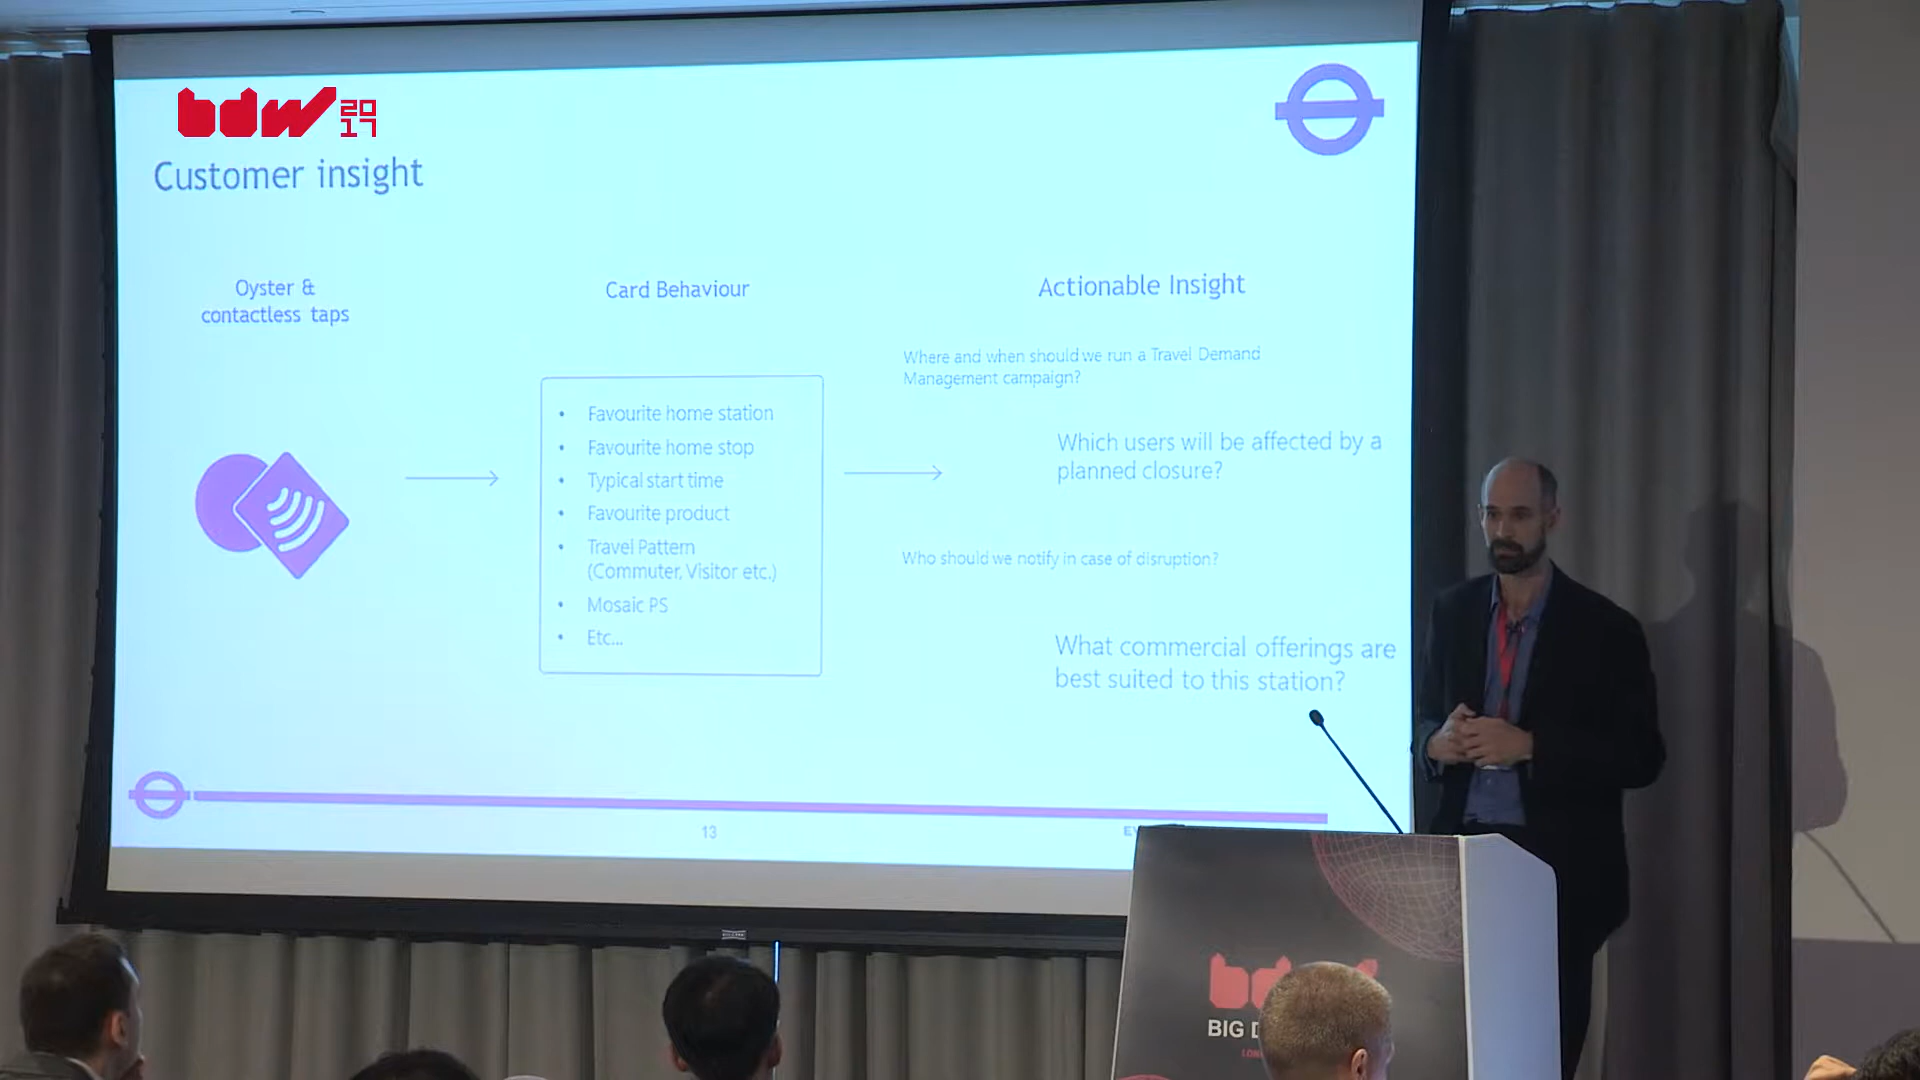 bdw 2019
Customer insight
Oyster &
contactless taps
Card Behaviour
• Favourite home station
• Favourite home stop
• Typical start time
• Favourite product
• Travel Pattern
(Commuter, Visitor etc.)
• Mosaic PS
• Etc...
Actionable Insight
Where and when should we run a Travel Demand
Management campaign?
Which users will be affected by a
planned closure?
Who should we notify in case of disruption?
What commercial offerings are
best suited to this station?
13
BIG